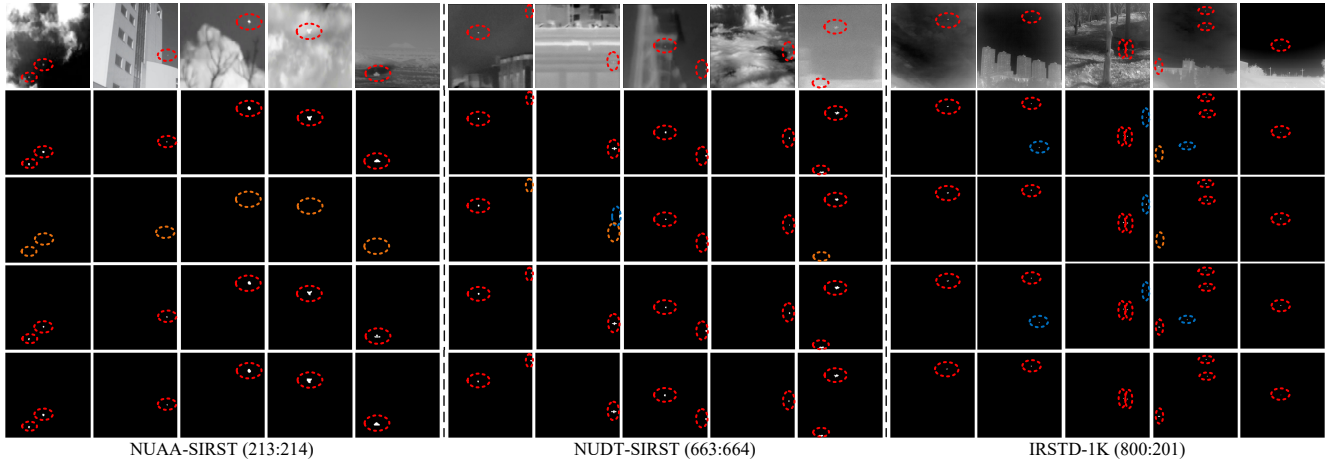 NUAA-SIRST (213:214)
NUDT-SIRST (663:664)
IRSTD-1K (800:201)